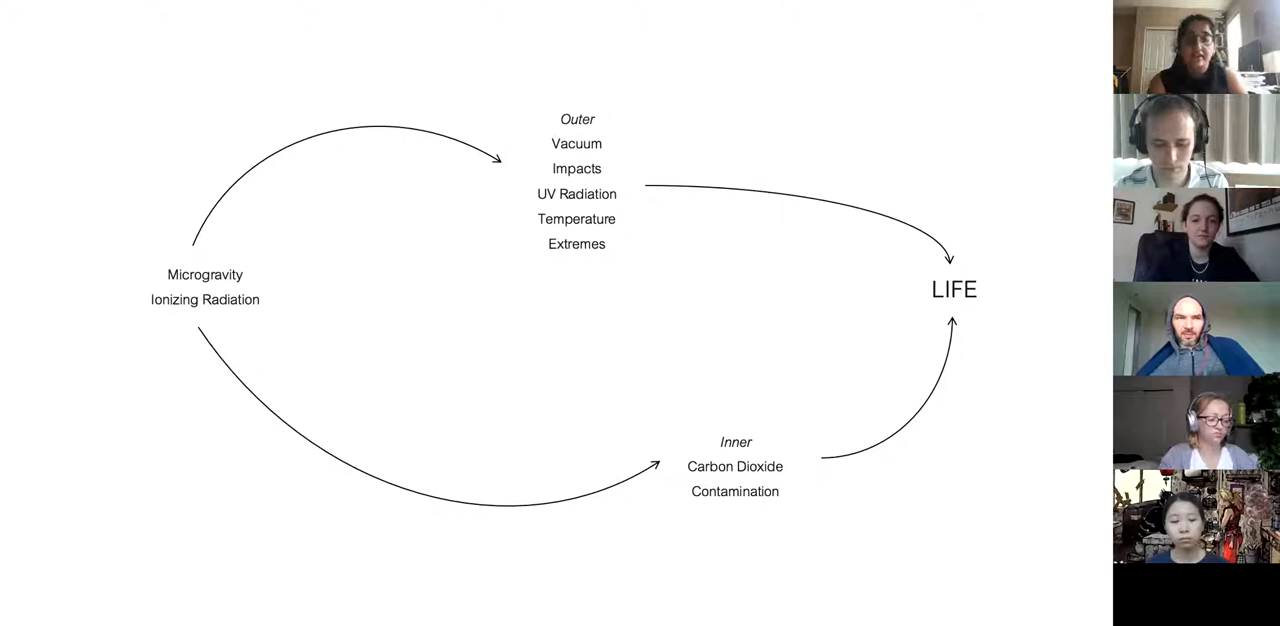 Outer
Vacuum
Impacts
UV Radiation
Temperature
Extremes
Microgravity
Ionizing Radiation
LIFE
Inner
Carbon Dioxide
Contamination